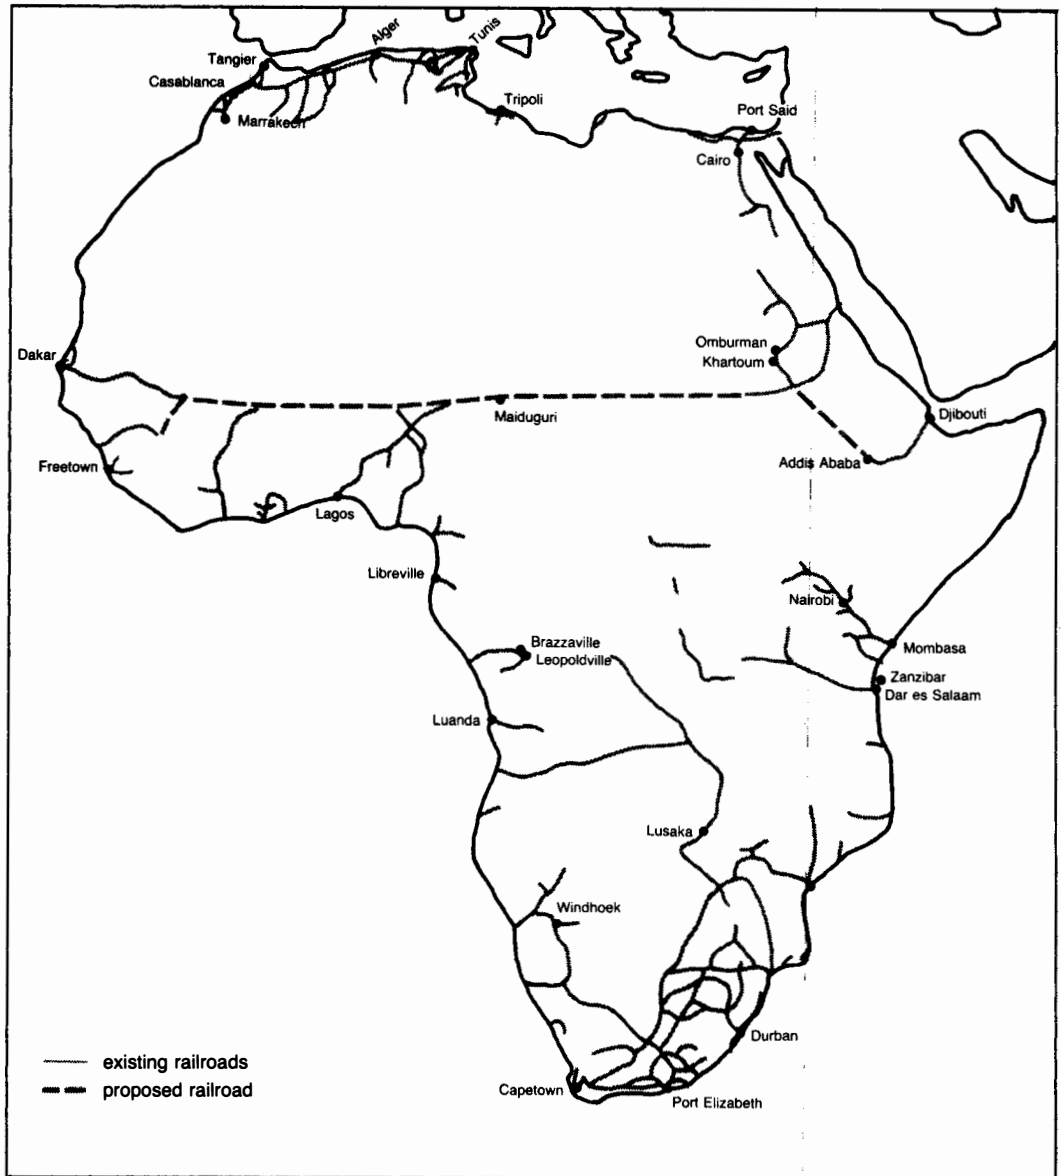 Alger
Tunis
Tangier
Casablanca
Marrakech
Tripoli
Port Said
Cairo
Dakar
Omburman
Khartoum
Maiduguri
Djibouti
Addis Ababa
Freetown
Lagos
Libreville
Nairobi
Brazzaville
Leopoldville
Mombasa
Zanzibar
Dar es Salaam
Luanda
Lusaka
Windhoek
Durban
existing railroads
proposed railroad
Capetown
Port Elizabeth